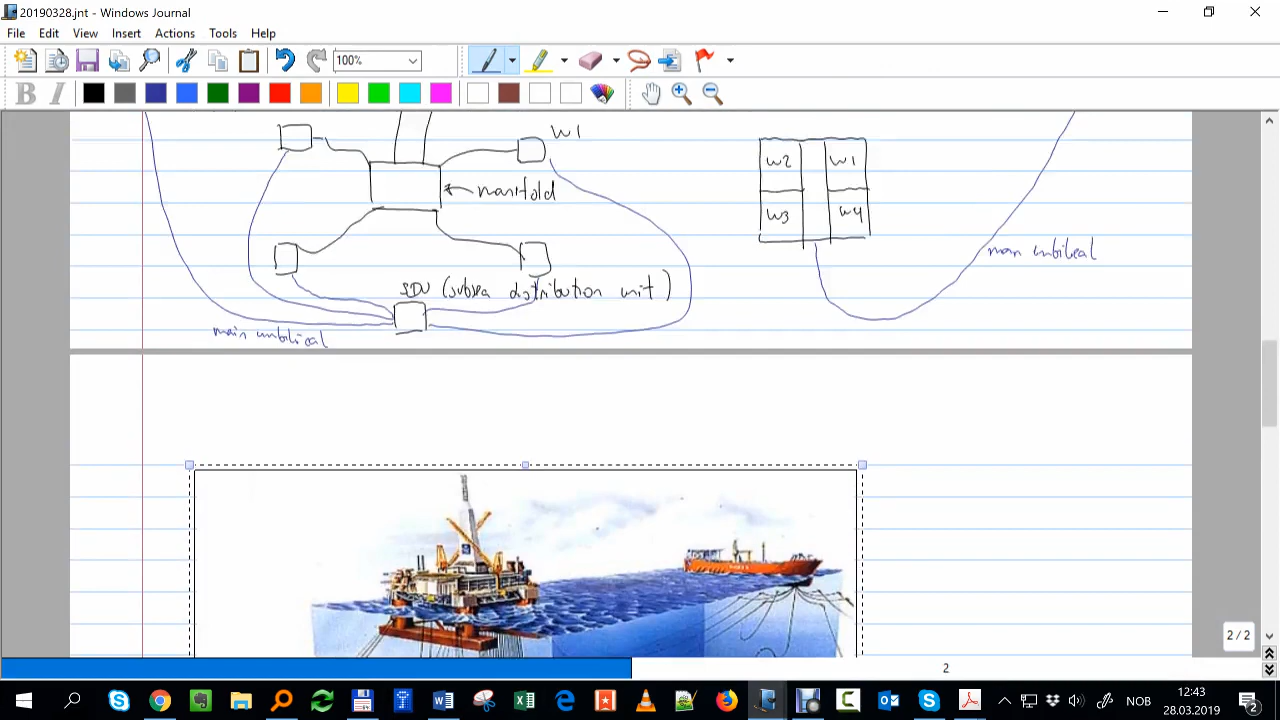 20190328.jnt - Windows Journal
File Edit View Insert Actions Tools Help
100%
B I
W1
manifold
SDU (subsea distribution unit)
main umbilical
W2 W1
W3 W4
main umbilical
2 / 2
2
NOB
12:43
28.03.2019
2